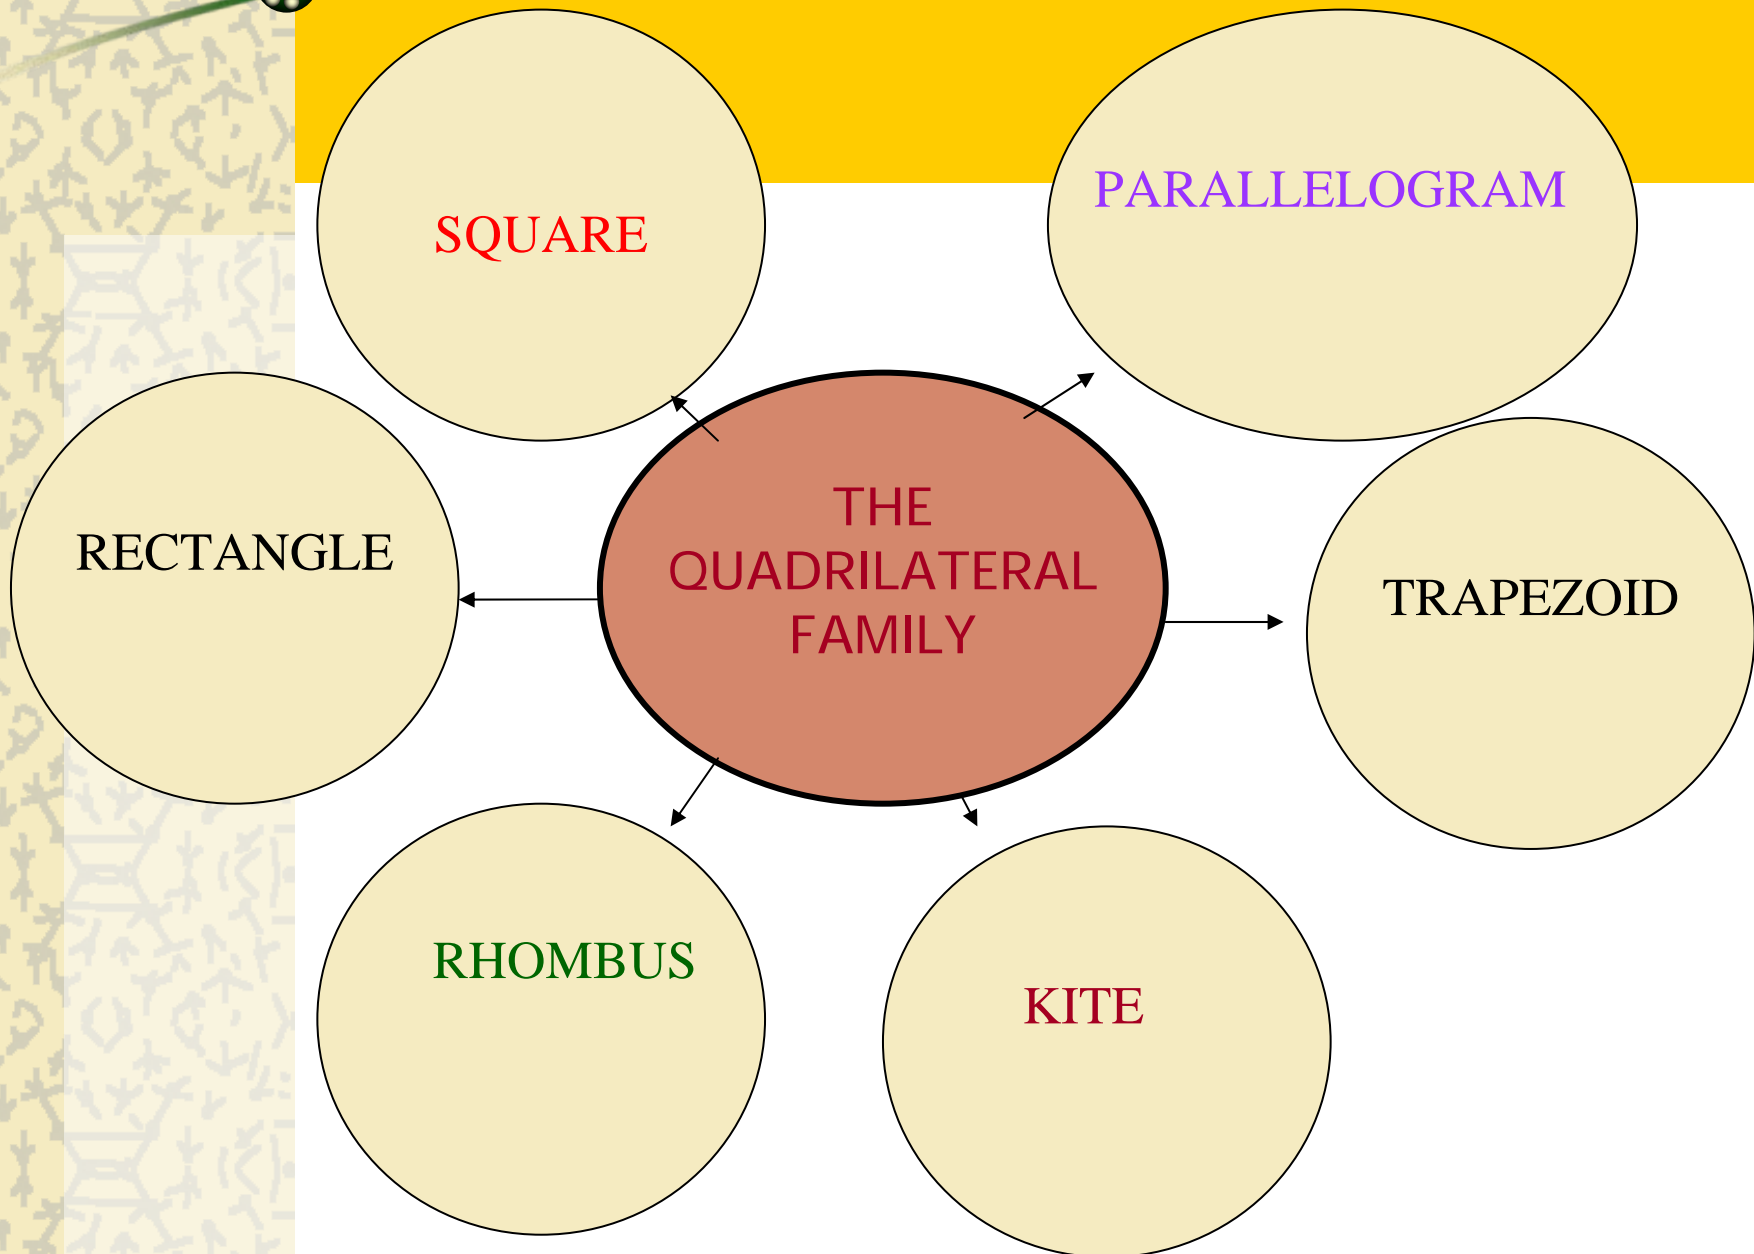 SQUARE
PARALLELOGRAM
THE
QUADRILATERAL
FAMILY
RECTANGLE
TRAPEZOID
RHOMBUS
KITE